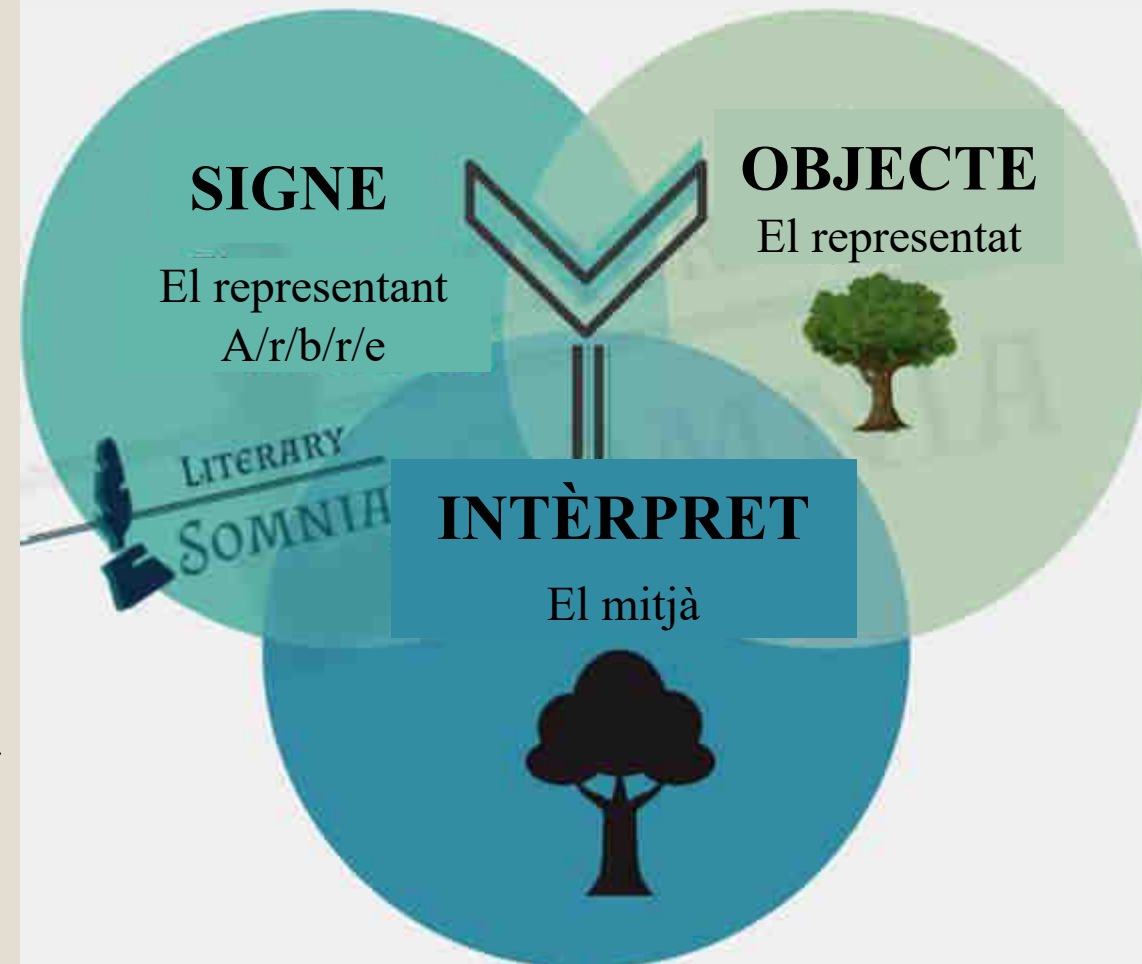 SIGNE
El representant
A/r/b/r/e
OBJECTE
El representat
LITERARY
SOMNIA
INTÈRPRET
El mitjà